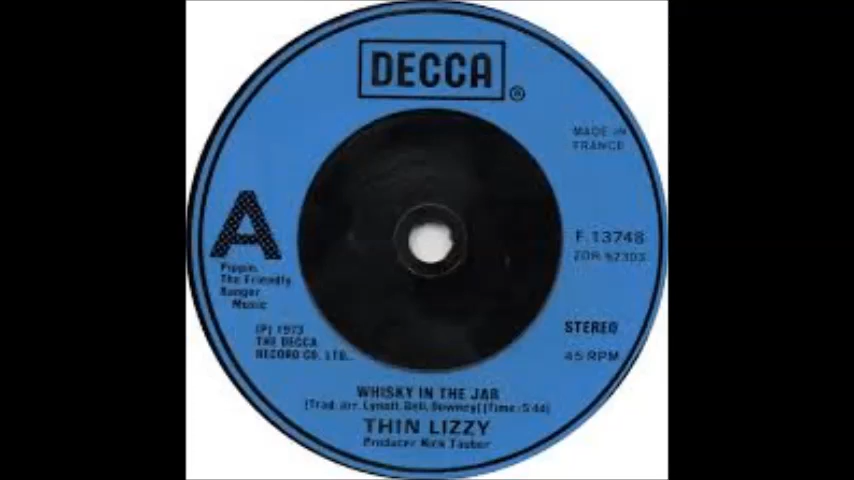 DECCA
®
MADE IN
FRANCE
A
F 13748
ZDR 52303
Pippin
The Friendly
Ranger
Music
(P) 1973
THE DECCA
RECORD CO. LTD.
STEREO
45 RPM
WHISKY IN THE JAR
(Trad. arr. Lynott, Bell, Downey) (Time: 5.44)
THIN LIZZY
Producer Nick Tauber